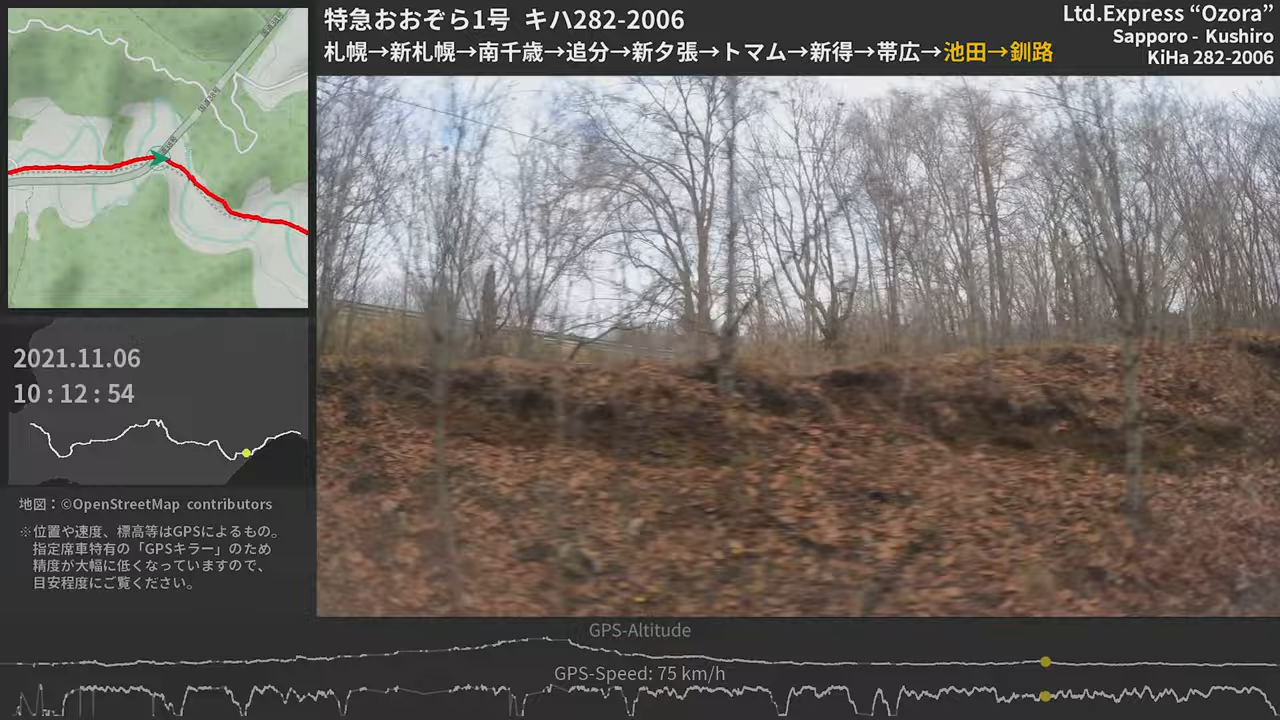 特急おおぞら1号 キハ282-2006
札幌→新札幌→南千歳→追分→新夕張→トマム→新得→帯広→池田→釧路
Ltd.Express “Ozora”
Sapporo - Kushiro
KiHa 282-2006
2021.11.06
10:12:54
地図：©OpenStreetMap contributors
※位置や速度、標高等はGPSによるもの。
指定席車特有の「GPSキラー」のため
精度が大幅に低くなっていますので、
目安程度にご覧ください。
GPS-Altitude
GPS-Speed: 75 km/h